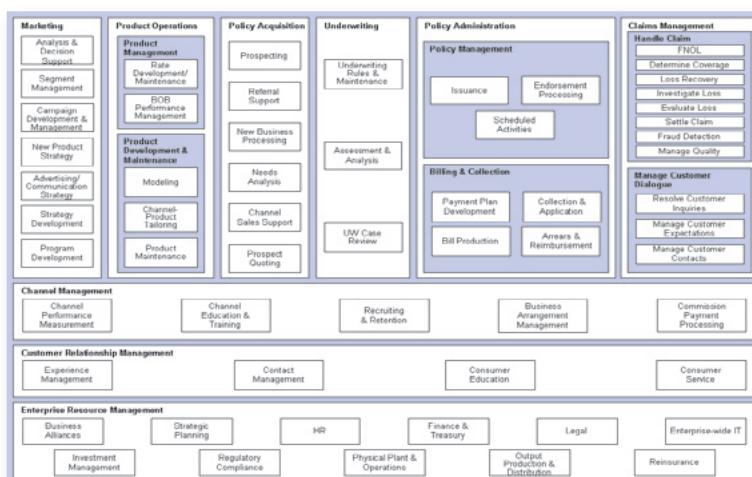 Marketing
Analysis &
Decision
Support
Segment
Management
Campaign
Development &
Management
New Product
Strategy
Advertising/
Communication
Strategy
Strategy
Development
Program
Development
Product Operations
Product
Management
Rate
Development/
Maintenance
BOB
Performance
Management
Product
Development &
Maintenance
Modeling
Channel-
Product
Tailoring
Product
Maintenance
Policy Acquisition
Prospecting
Referral
Support
New Business
Processing
Needs
Analysis
Channel
Sales Support
Prospect
Quoting
Underwriting
Underwriting
Rules &
Maintenance
Assessment &
Analysis
UW Case
Review
Policy Administration
Policy Management
Issuance
Endorsement
Processing
Scheduled
Activities
Billing & Collection
Payment Plan
Development
Collection &
Application
Bill Production
Arrears &
Reimbursement
Claims Management
Handle Claim
FNOL
Determine Coverage
Loss Recovery
Investigate Loss
Evaluate Loss
Settle Claim
Fraud Detection
Manage Quality
Manage Customer
Dialogue
Resolve Customer
Inquiries
Manage Customer
Expectations
Manage Customer
Contacts
Channel Management
Channel
Performance
Measurement
Channel
Education &
Training
Recruiting
& Retention
Business
Arrangement
Management
Commission
Payment
Processing
Customer Relationship Management
Experience
Management
Contact
Management
Consumer
Education
Consumer
Service
Enterprise Resource Management
Business
Alliances
Strategic
Planning
HR
Finance &
Treasury
Legal
Enterprise-wide IT
Investment
Management
Regulatory
Compliance
Physical Plant &
Operations
Output
Production &
Distribution
Reinsurance